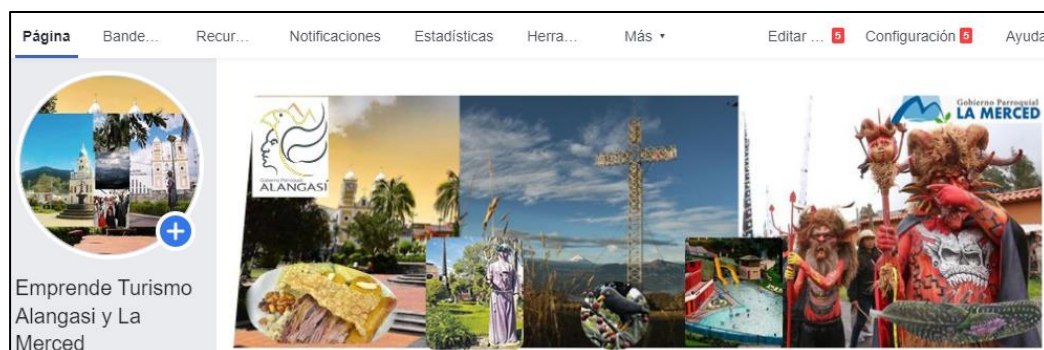 Página Bande... Recur... Notificaciones Estadísticas Herra... Más Editar ... 5 Configuración 5 Ayuda
Gobierno Parroquial
LA MERCED
Gobierno Parroquial
ALANGASÍ
Emprende Turismo
Alangasi y La
Merced